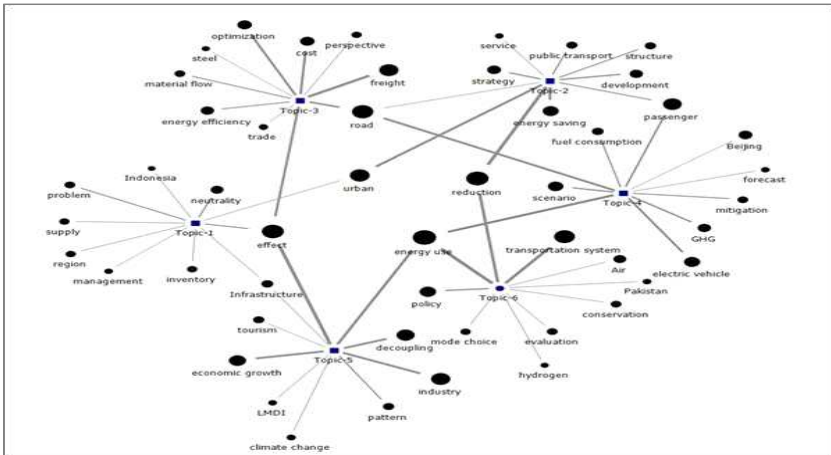 service
optimization
perspective
public transport
structure
cost
steel
strategy
Topic-2
development
material flow
freight
Topic-3
energy efficiency
road
energy saving
passenger
trade
fuel consumption
Beijing
Indonesia
forecast
problem
neutrality
urban
reduction
scenario
Topic-4
mitigation
supply
Topic-1
effect
energy use
transportation system
GHG
region
Air
electric vehicle
management
inventory
Infrastructure
policy
Topic-6
Pakistan
conservation
tourism
decoupling
mode choice
evaluation
Topic-5
economic growth
hydrogen
industry
LMDI
pattern
climate change